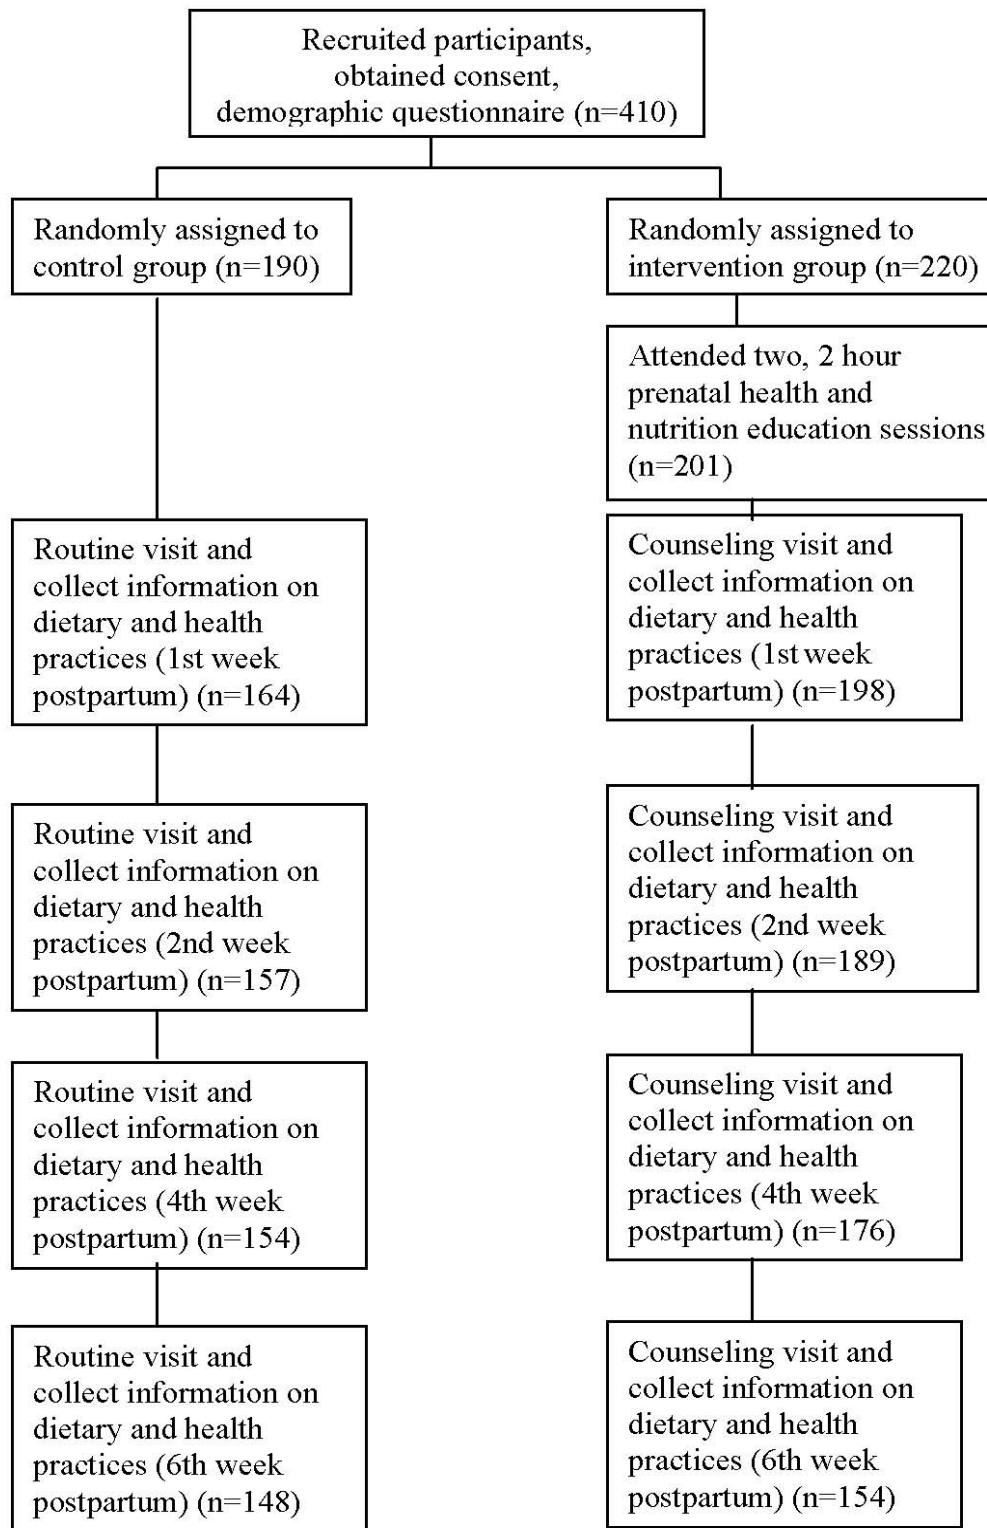 Recruited participants,
obtained consent,
demographic questionnaire (n=410)
Randomly assigned to
control group (n=190)
Randomly assigned to
intervention group (n=220)
Attended two, 2 hour
prenatal health and
nutrition education sessions
(n=201)
Routine visit and
collect information on
dietary and health
practices (1st week
postpartum) (n=164)
Counseling visit and
collect information on
dietary and health
practices (1st week
postpartum) (n=198)
Routine visit and
collect information on
dietary and health
practices (2nd week
postpartum) (n=157)
Counseling visit and
collect information on
dietary and health
practices (2nd week
postpartum) (n=189)
Routine visit and
collect information on
dietary and health
practices (4th week
postpartum) (n=154)
Counseling visit and
collect information on
dietary and health
practices (4th week
postpartum) (n=176)
Routine visit and
collect information on
dietary and health
practices (6th week
postpartum) (n=148)
Counseling visit and
collect information on
dietary and health
practices (6th week
postpartum) (n=154)